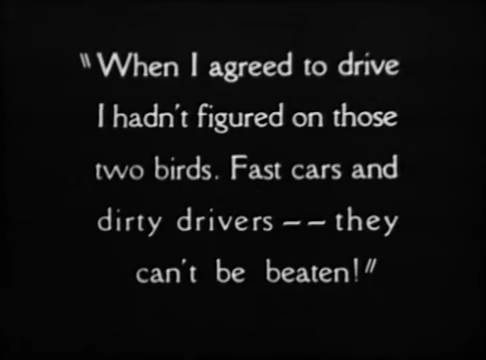 "When I agreed to drive
I hadn't figured on those
two birds. Fast cars and
dirty drivers -- they
can't be beaten!"